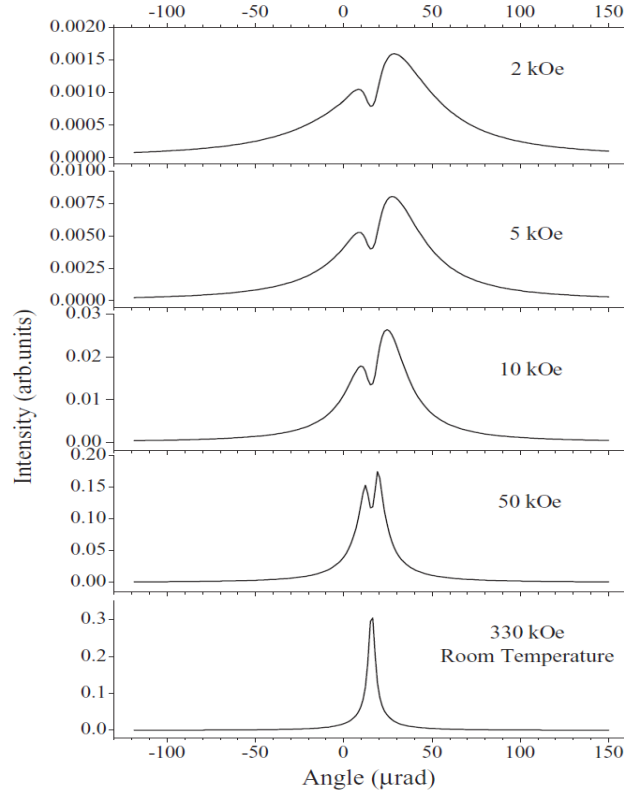 -100 -50 0 50 100 150
0.0020
0.0015
0.0010
0.0005
0.0000
2 kOe
0.0100
0.0075
0.0050
0.0025
0.0000
5 kOe
0.03
0.02
0.01
0.00
10 kOe
0.20
0.15
0.10
0.05
0.00
50 kOe
0.3
0.2
0.1
0.0
330 kOe
Room Temperature
Intensity (arb.units)
-100 -50 0 50 100 150
Angle (μrad)